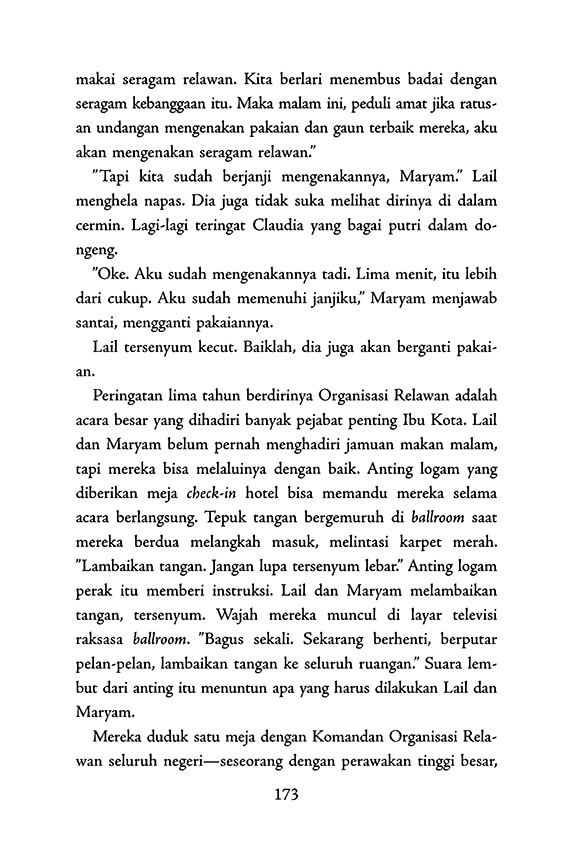 makai seragam relawan. Kita berlari menembus badai dengan
seragam kebanggaan itu. Maka malam ini, peduli amat jika ratus-
an undangan mengenakan pakaian dan gaun terbaik mereka, aku
akan mengenakan seragam relawan.”
”Tapi kita sudah berjanji mengenakannya, Maryam.” Lail
menghela napas. Dia juga tidak suka melihat dirinya di dalam
cermin. Lagi-lagi teringat Claudia yang bagai putri dalam do-
ngeng.
”Oke. Aku sudah mengenakannya tadi. Lima menit, itu lebih
dari cukup. Aku sudah memenuhi janjiku,” Maryam menjawab
santai, mengganti pakaiannya.
Lail tersenyum kecut. Baiklah, dia juga akan berganti pakai-
an.
Peringatan lima tahun berdirinya Organisasi Relawan adalah
acara besar yang dihadiri banyak pejabat penting Ibu Kota. Lail
dan Maryam belum pernah menghadiri jamuan makan malam,
tapi mereka bisa melaluinya dengan baik. Anting logam yang
diberikan meja check-in hotel bisa memandu mereka selama
acara berlangsung. Tepuk tangan bergemuruh di ballroom saat
mereka berdua melangkah masuk, melintasi karpet merah.
”Lambaikan tangan. Jangan lupa tersenyum lebar.” Anting logam
perak itu memberi instruksi. Lail dan Maryam melambaikan
tangan, tersenyum. Wajah mereka muncul di layar televisi
raksasa ballroom. ”Bagus sekali. Sekarang berhenti, berputar
pelan-pelan, lambaikan tangan ke seluruh ruangan.” Suara lem-
but dari anting itu menuntun apa yang harus dilakukan Lail dan
Maryam.
Mereka duduk satu meja dengan Komandan Organisasi Rela-
wan seluruh negeri—seseorang dengan perawakan tinggi besar,
173